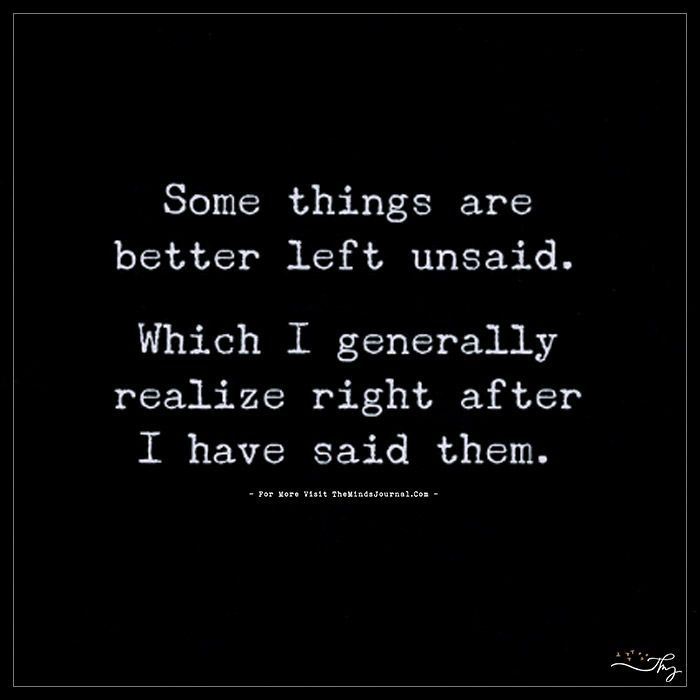 Some things are
better left unsaid.
Which I generally
realize right after
I have said them.
- For More Visit TheMindsJournal.Com -